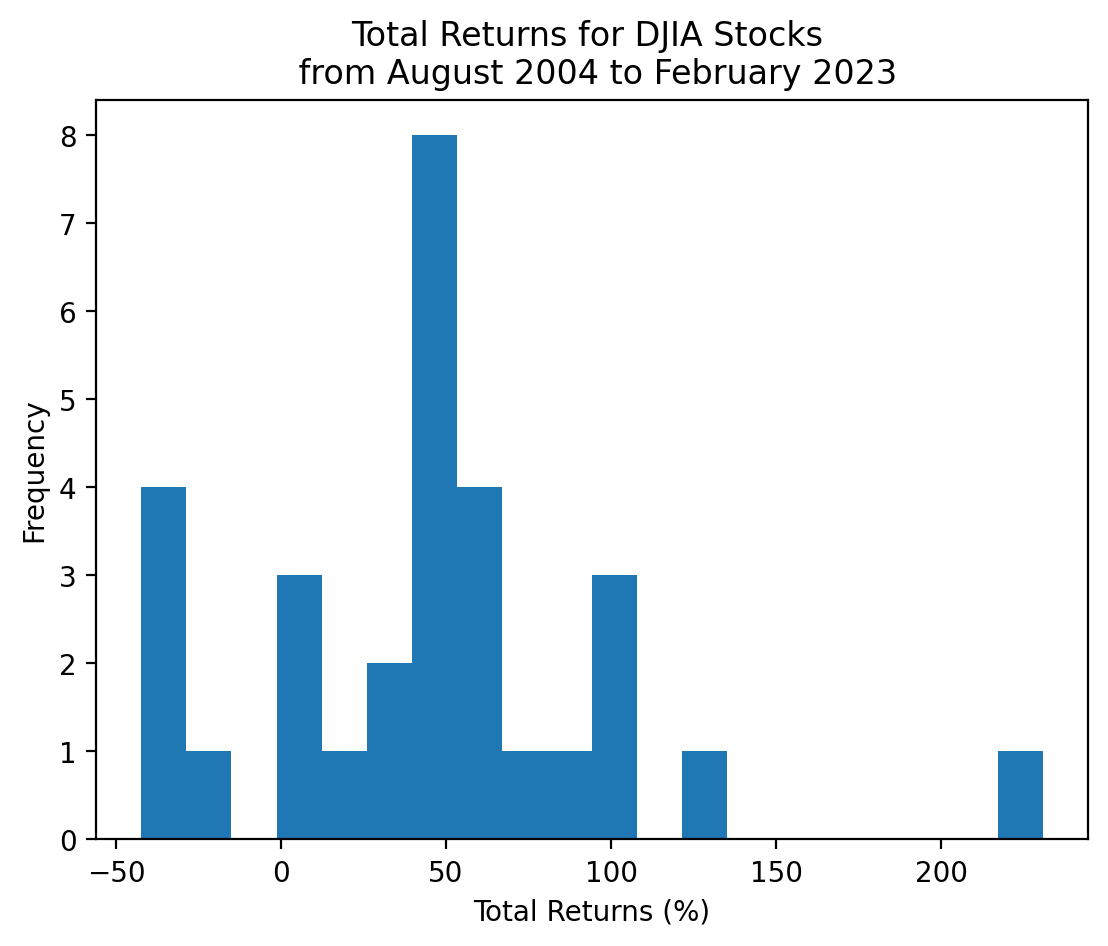 Total Returns for DJIA Stocks
from August 2004 to February 2023
8
7
6
5
4
3
2
1
0
Frequency
−50 0 50 100 150 200
Total Returns (%)